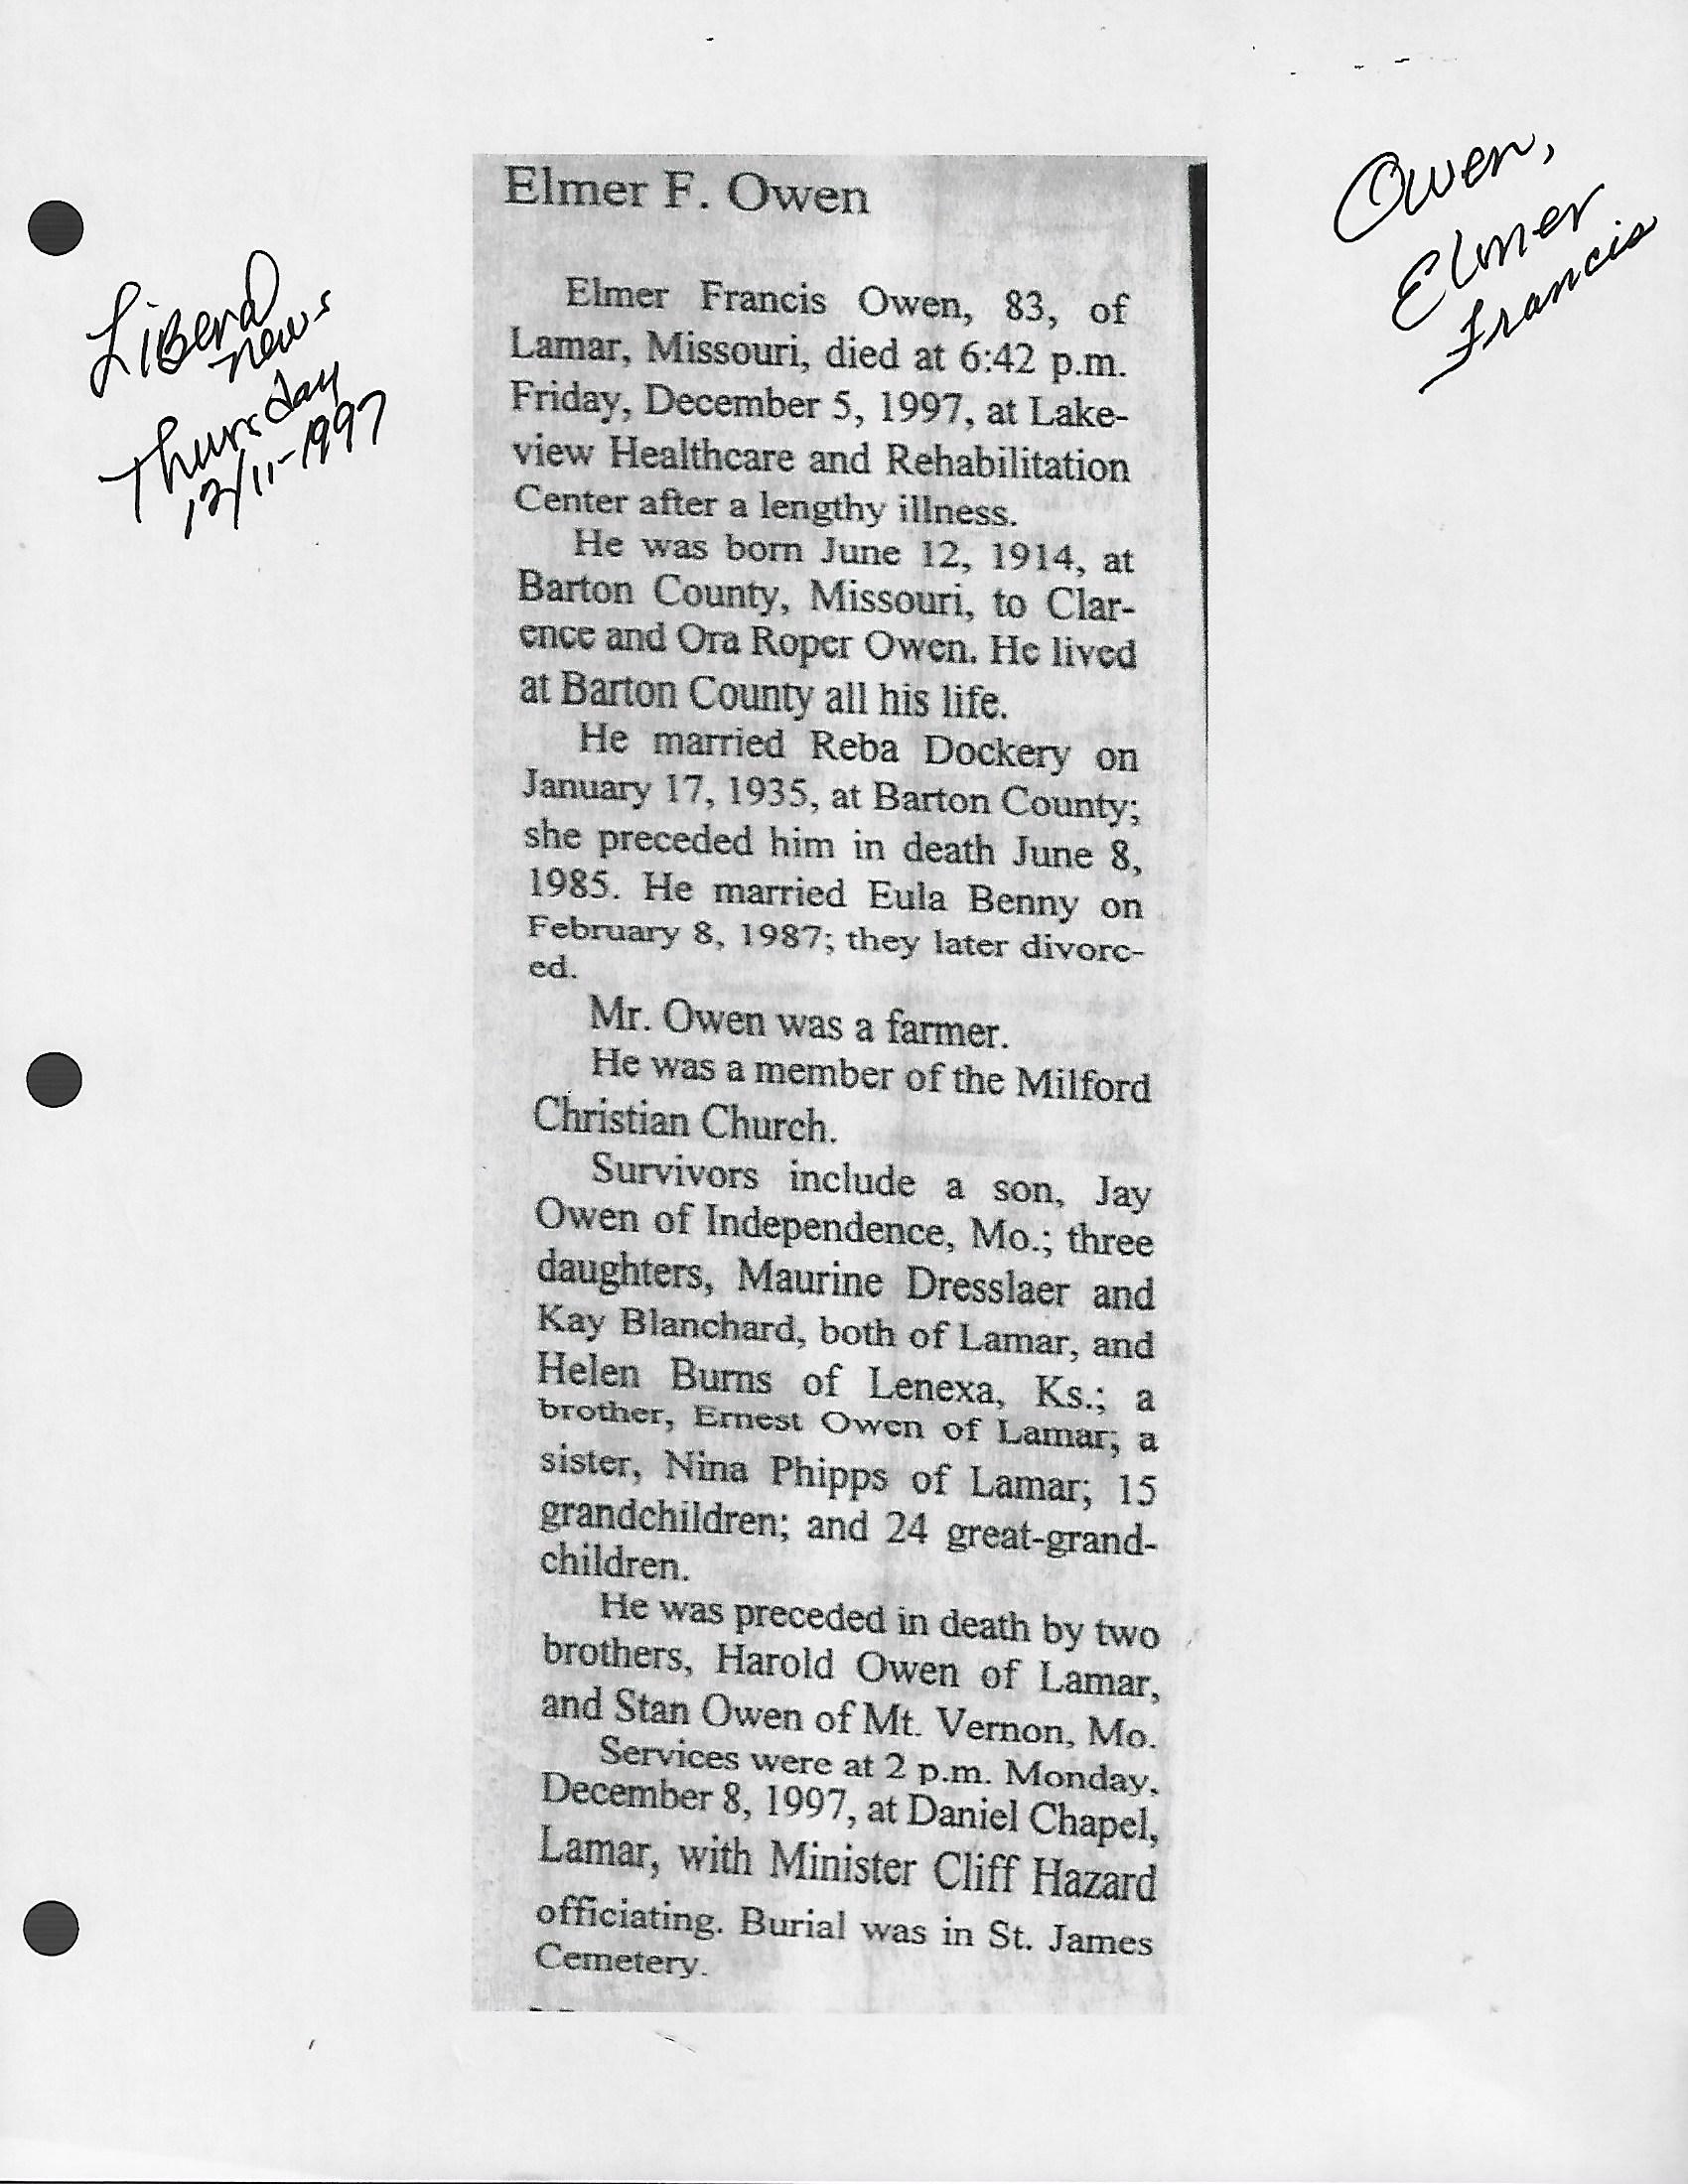 Owen,
Elmer
Francis
Liberal
News
Thursday
12/11-1997
Elmer F. Owen
Elmer Francis Owen, 83, of
Lamar, Missouri, died at 6:42 p.m.
Friday, December 5, 1997, at Lake-
view Healthcare and Rehabilitation
Center after a lengthy illness.
He was born June 12, 1914, at
Barton County, Missouri, to Clar-
ence and Ora Roper Owen. He lived
at Barton County all his life.
He married Reba Dockery on
January 17, 1935, at Barton County;
she preceded him in death June 8,
1985. He married Eula Benny on
February 8, 1987; they later divorc-
ed.
Mr. Owen was a farmer.
He was a member of the Milford
Christian Church.
Survivors include a son, Jay
Owen of Independence, Mo.; three
daughters, Maurine Dresslaer and
Kay Blanchard, both of Lamar, and
Helen Burns of Lenexa, Ks.; a
brother, Ernest Owen of Lamar; a
sister, Nina Phipps of Lamar; 15
grandchildren; and 24 great-grand-
children.
He was preceded in death by two
brothers, Harold Owen of Lamar,
and Stan Owen of Mt. Vernon, Mo.
Services were at 2 p.m. Monday,
December 8, 1997, at Daniel Chapel,
Lamar, with Minister Cliff Hazard
officiating. Burial was in St. James
Cemetery.